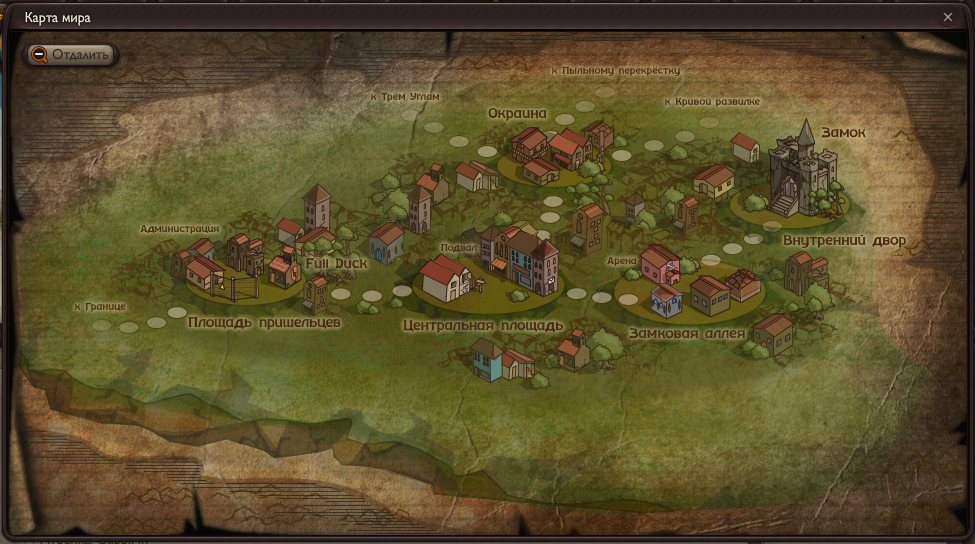 Карта мира
Отдалить
к Пыльному перекрёстку
к Трем Углам
к Кривой развилке
Окраина
Замок
Администрация
Внутренний двор
Подвал
Full Duck
Арена
к Границе
Площадь пришельцев
Центральная площадь
Замковая аллея